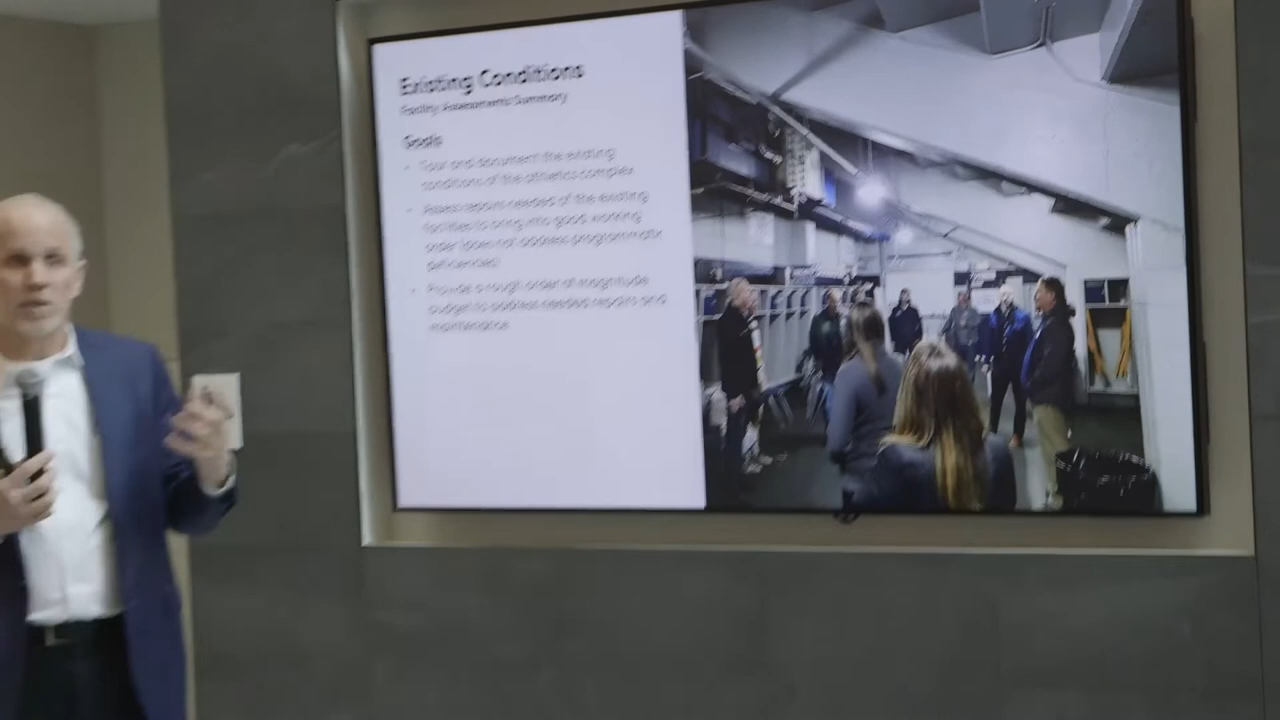 Existing Conditions
Facility Assessments Summary
Goals
• Tour and document the existing
conditions of the athletics complex
• Assess repairs needed of the existing
facilities to bring into good working
order (does not address programmatic
deficiencies)
• Provide a rough order of magnitude
budget to address needed repairs and
maintenance